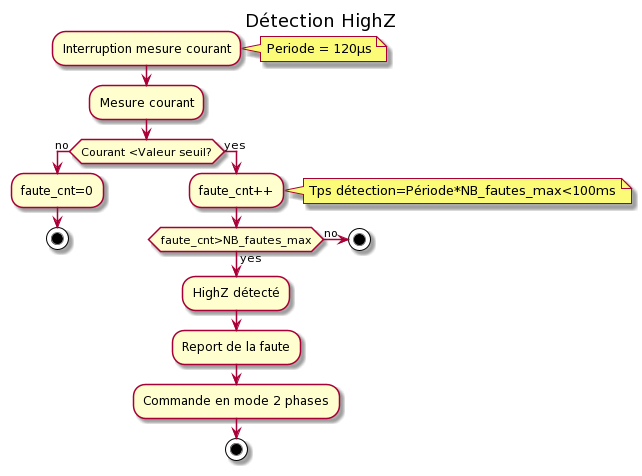 Détection HighZ
Interruption mesure courant
Periode = 120µs
Mesure courant
Courant <Valeur seuil?
no
yes
faute_cnt=0
faute_cnt++
Tps détection=Période*NB_fautes_max<100ms
faute_cnt>NB_fautes_max
no
yes
HighZ détecté
Report de la faute
Commande en mode 2 phases